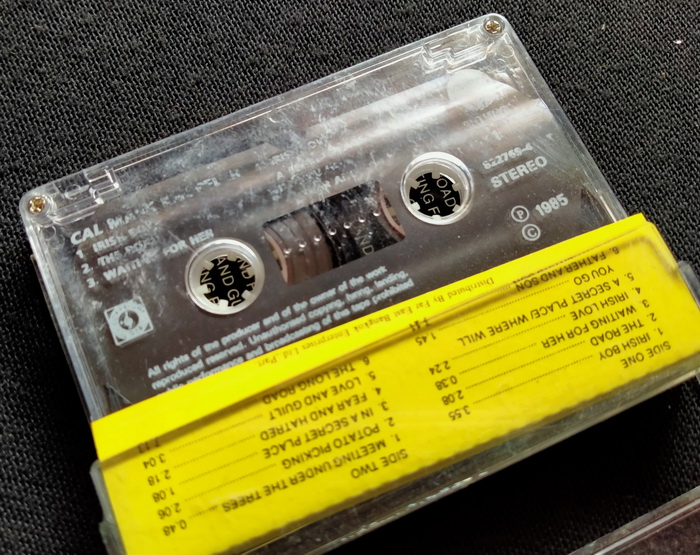 CAL
1. IRISH
2. THE
3. WAITING FOR HER
822769-4
STEREO
Ⓟ 1985
Ⓒ
All rights of the producer and of the owner of the work
reproduced reserved. Unauthorised copying, hiring, lending,
public performance and broadcasting of this tape prohibited
OAD
ING F
AND GU
SIDE ONE
1. IRISH BOY 3.55
2. THE ROAD 2.08
3. WAITING FOR HER 0.38
4. IRISH LOVE 2.24
5. A SECRET PLACE WHERE WILL
YOU GO 1.45
6. FATHER AND SON
SIDE TWO
1. MEETING UNDER THE TREES 0.48
2. POTATO PICKING 2.06
3. IN A SECRET PLACE 1.08
4. FEAR AND HATRED 2.18
5. LOVE AND GUILT 3.04
6. THE LONG ROAD
Distributed By Far East Bangkok Enterprises Ltd., Part.